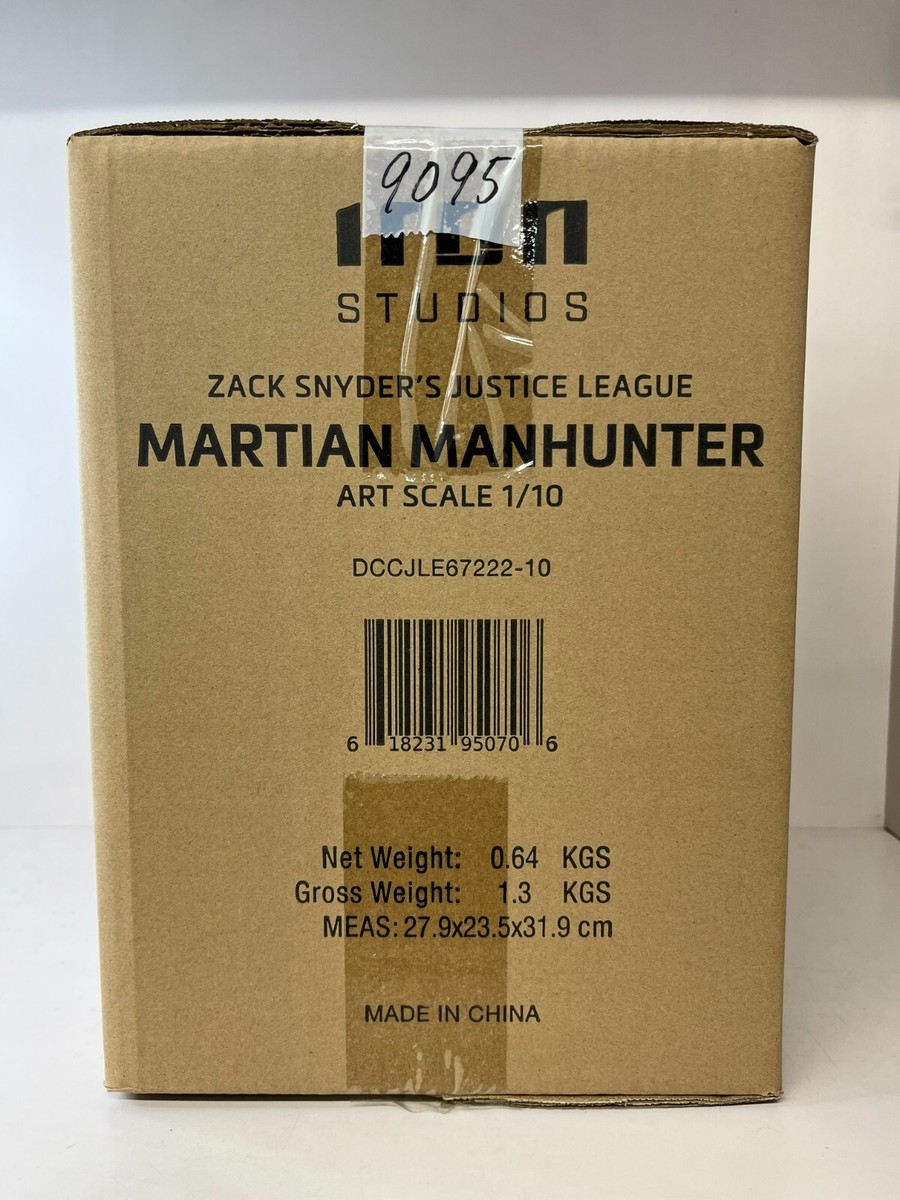 9095
STUDIOS
ZACK SNYDER'S JUSTICE LEAGUE
MARTIAN MANHUNTER
ART SCALE 1/10
DCCJLE67222-10
6 18231 95070 6
Net Weight: 0.64 KGS
Gross Weight: 1.3 KGS
MEAS: 27.9x23.5x31.9 cm
MADE IN CHINA